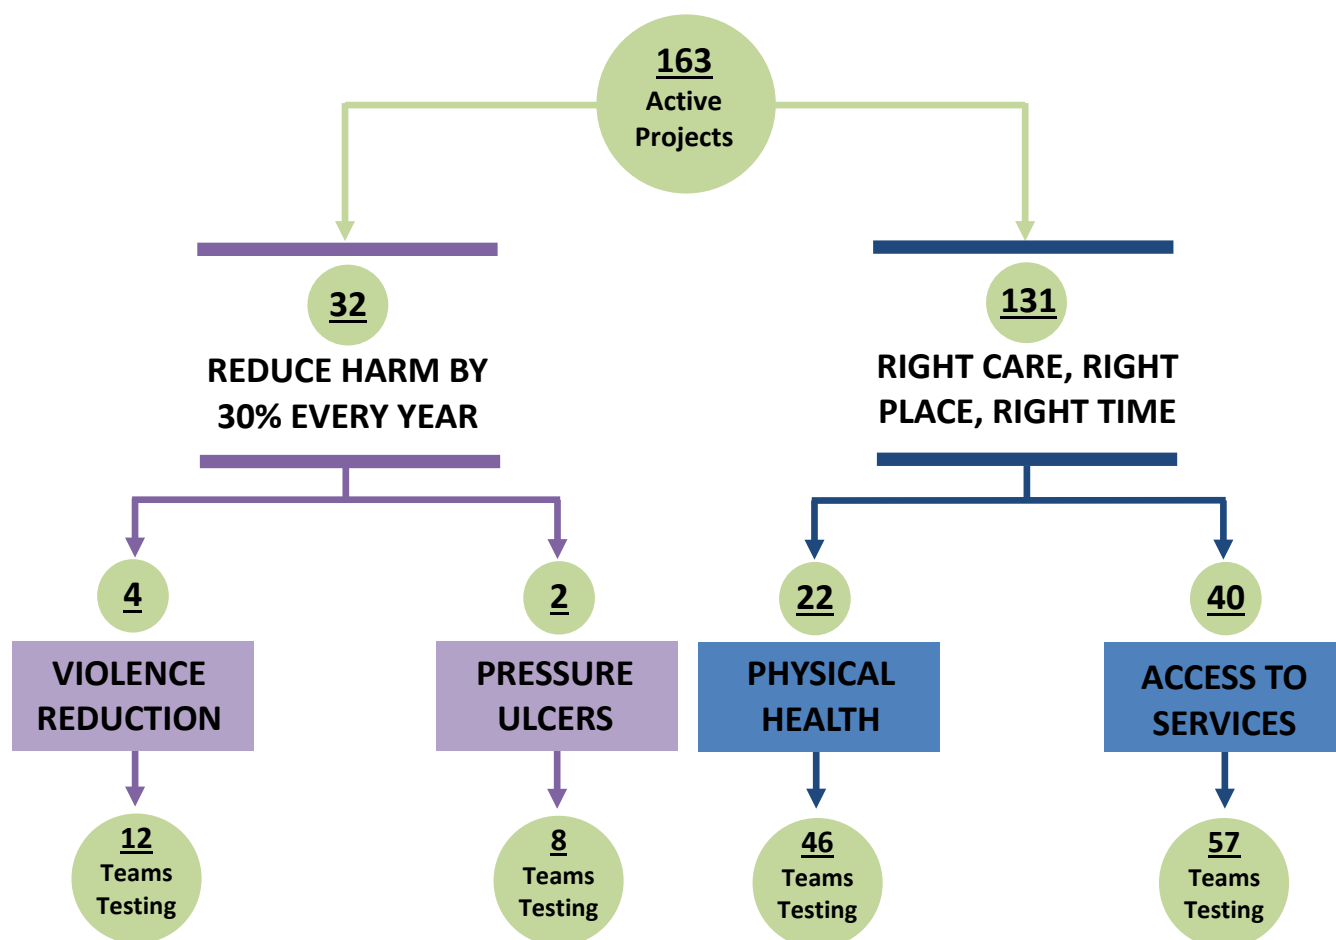 163
Active
Projects
32
REDUCE HARM BY
30% EVERY YEAR
131
RIGHT CARE, RIGHT
PLACE, RIGHT TIME
4
VIOLENCE
REDUCTION
2
PRESSURE
ULCERS
22
PHYSICAL
HEALTH
40
ACCESS TO
SERVICES
12
Teams
Testing
8
Teams
Testing
46
Teams
Testing
57
Teams
Testing